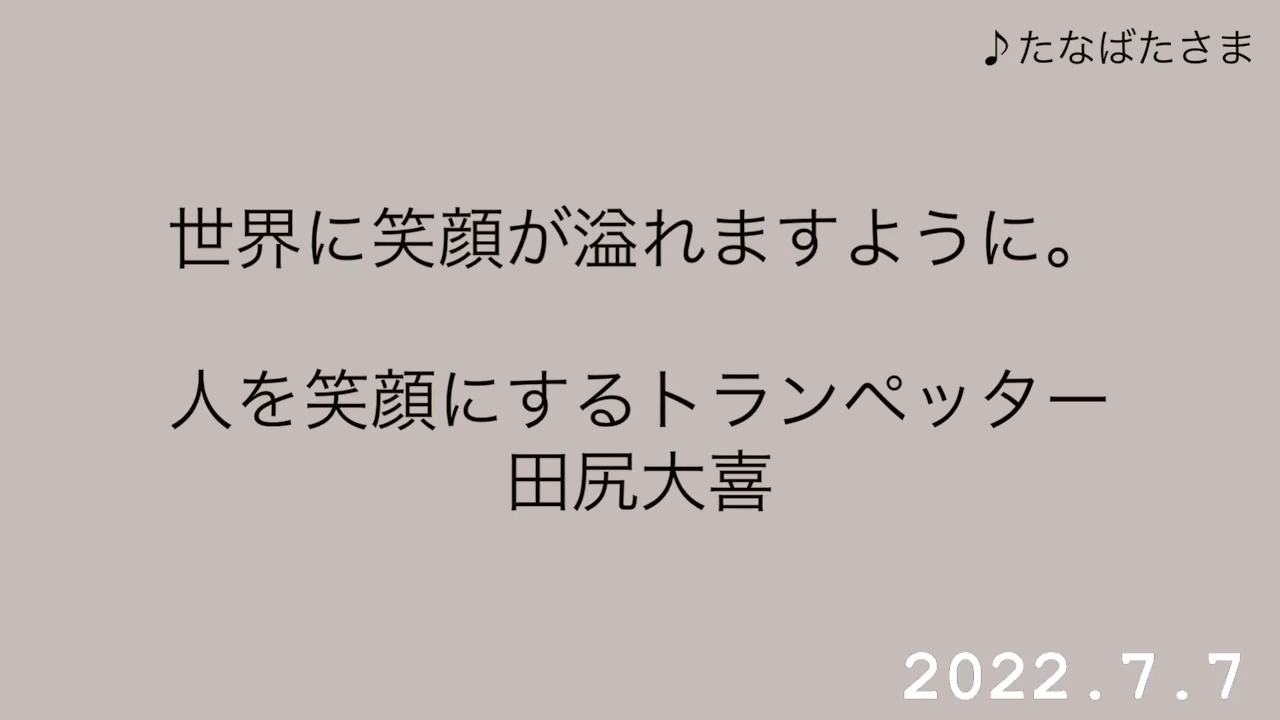 ♪たなばたさま
世界に笑顔が溢れますように。
人を笑顔にするトランペッター
田尻大喜
2022.7.7